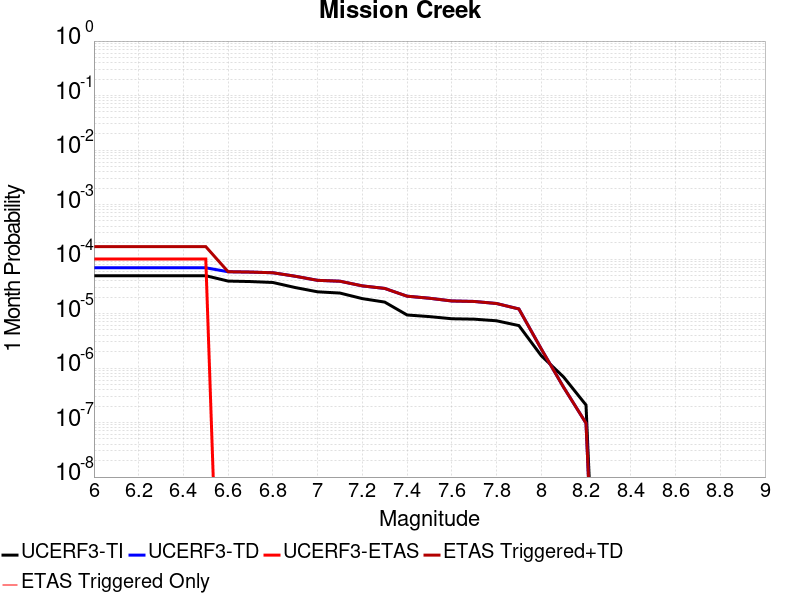 Mission Creek
1 Month Probability
10^0
10^-1
10^-2
10^-3
10^-4
10^-5
10^-6
10^-7
10^-8
6 6.2 6.4 6.6 6.8 7 7.2 7.4 7.6 7.8 8 8.2 8.4 8.6 8.8 9
Magnitude
UCERF3-TI UCERF3-TD UCERF3-ETAS ETAS Triggered+TD
ETAS Triggered Only